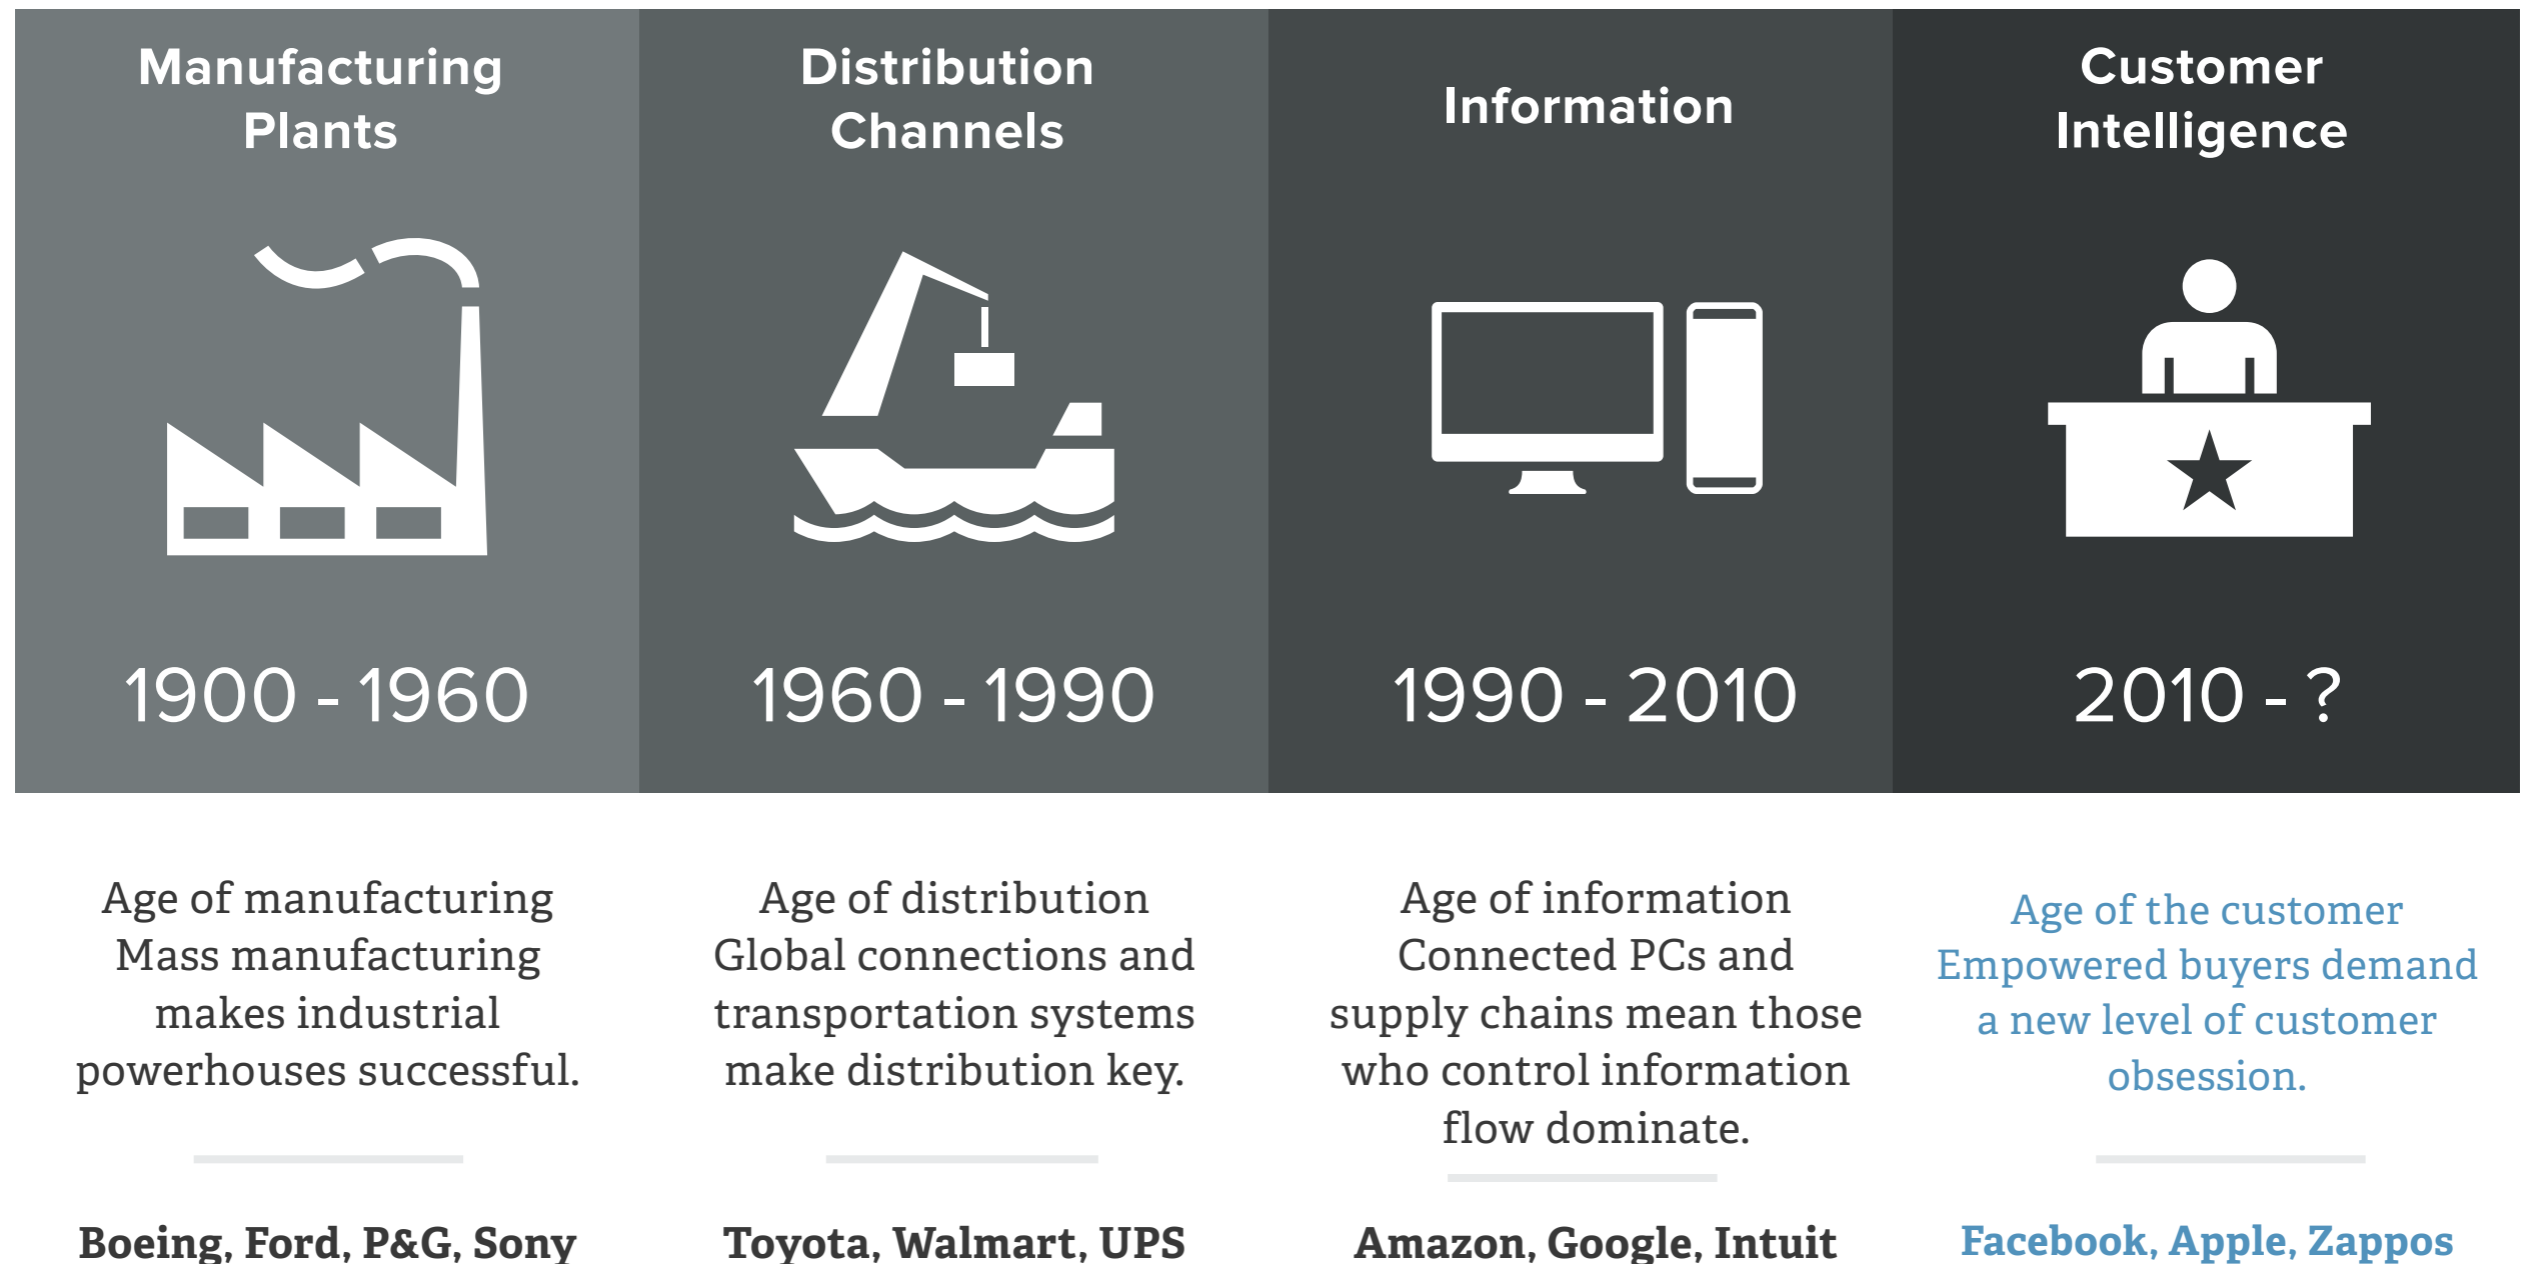 Manufacturing
Plants
1900 - 1960
Age of manufacturing
Mass manufacturing
makes industrial
powerhouses successful.
Boeing, Ford, P&G, Sony
Distribution
Channels
1960 - 1990
Age of distribution
Global connections and
transportation systems
make distribution key.
Toyota, Walmart, UPS
Information
1990 - 2010
Age of information
Connected PCs and
supply chains mean those
who control information
flow dominate.
Amazon, Google, Intuit
Customer
Intelligence
2010 - ?
Age of the customer
Empowered buyers demand
a new level of customer
obsession.
Facebook, Apple, Zappos